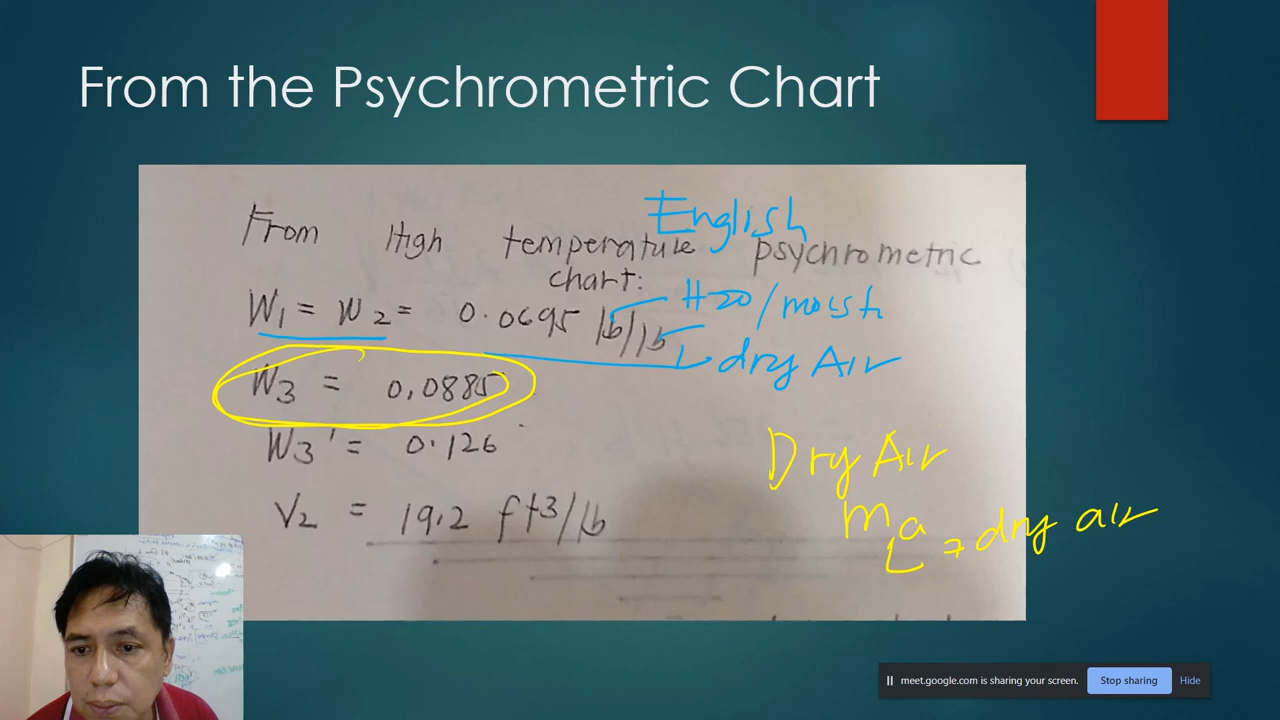 From the Psychrometric Chart
English
From High temperature psychrometric
chart:
W1 = W2 = 0.0695 lb/lb H20/moist
dry Air
W3 = 0.0885
W3' = 0.126
Dry Air
V2 = 19.2 ft3/lb
ma → dry air
meet.google.com is sharing your screen.
Stop sharing
Hide